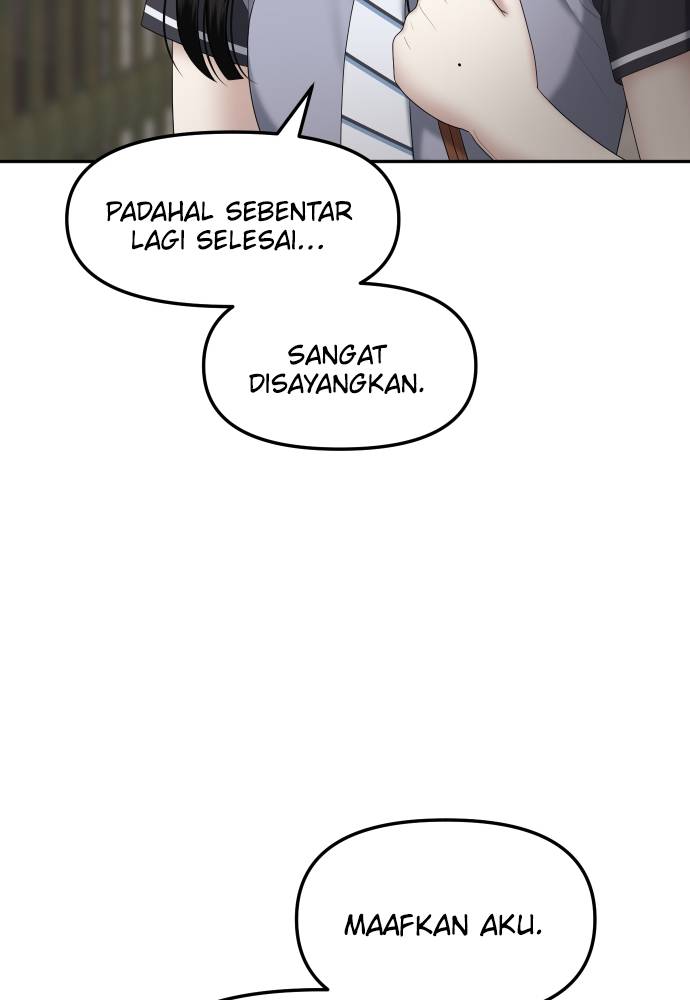 PADAHAL SEBENTAR
LAGI SELESAI...
SANGAT
DISAYANGKAN.
MAAFKAN AKU.